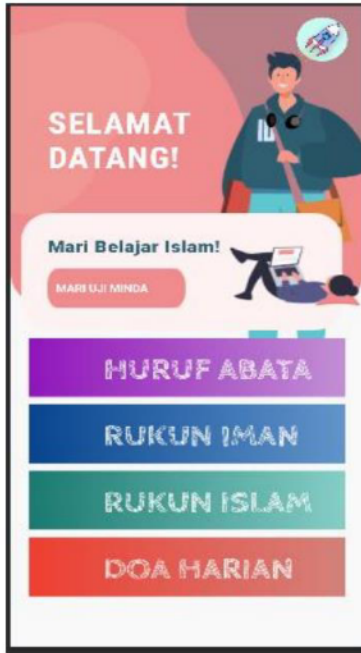 SELAMAT
DATANG!
Mari Belajar Islam!
MARI UJI MINDA
HURUF ABATA
RUKUN IMAN
RUKUN ISLAM
DOA HARIAN